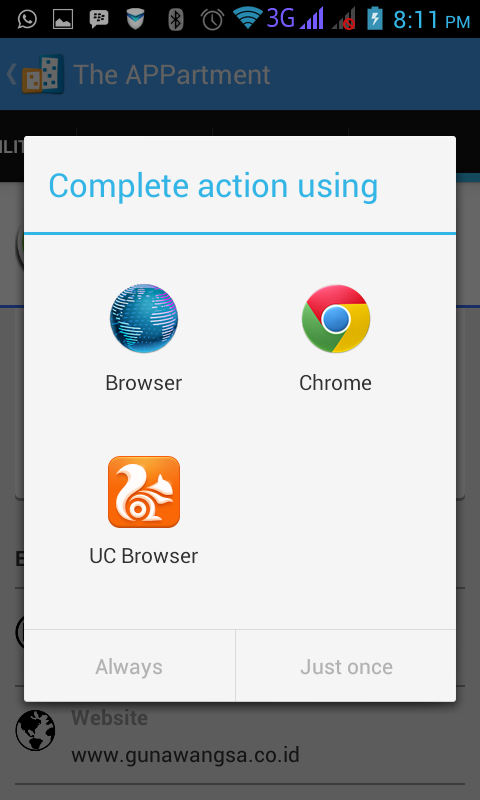 3G 8:11 PM
The APPartment
ILIT
Complete action using
Browser
Chrome
UC Browser
Always
Just once
Website
www.gunawangsa.co.id